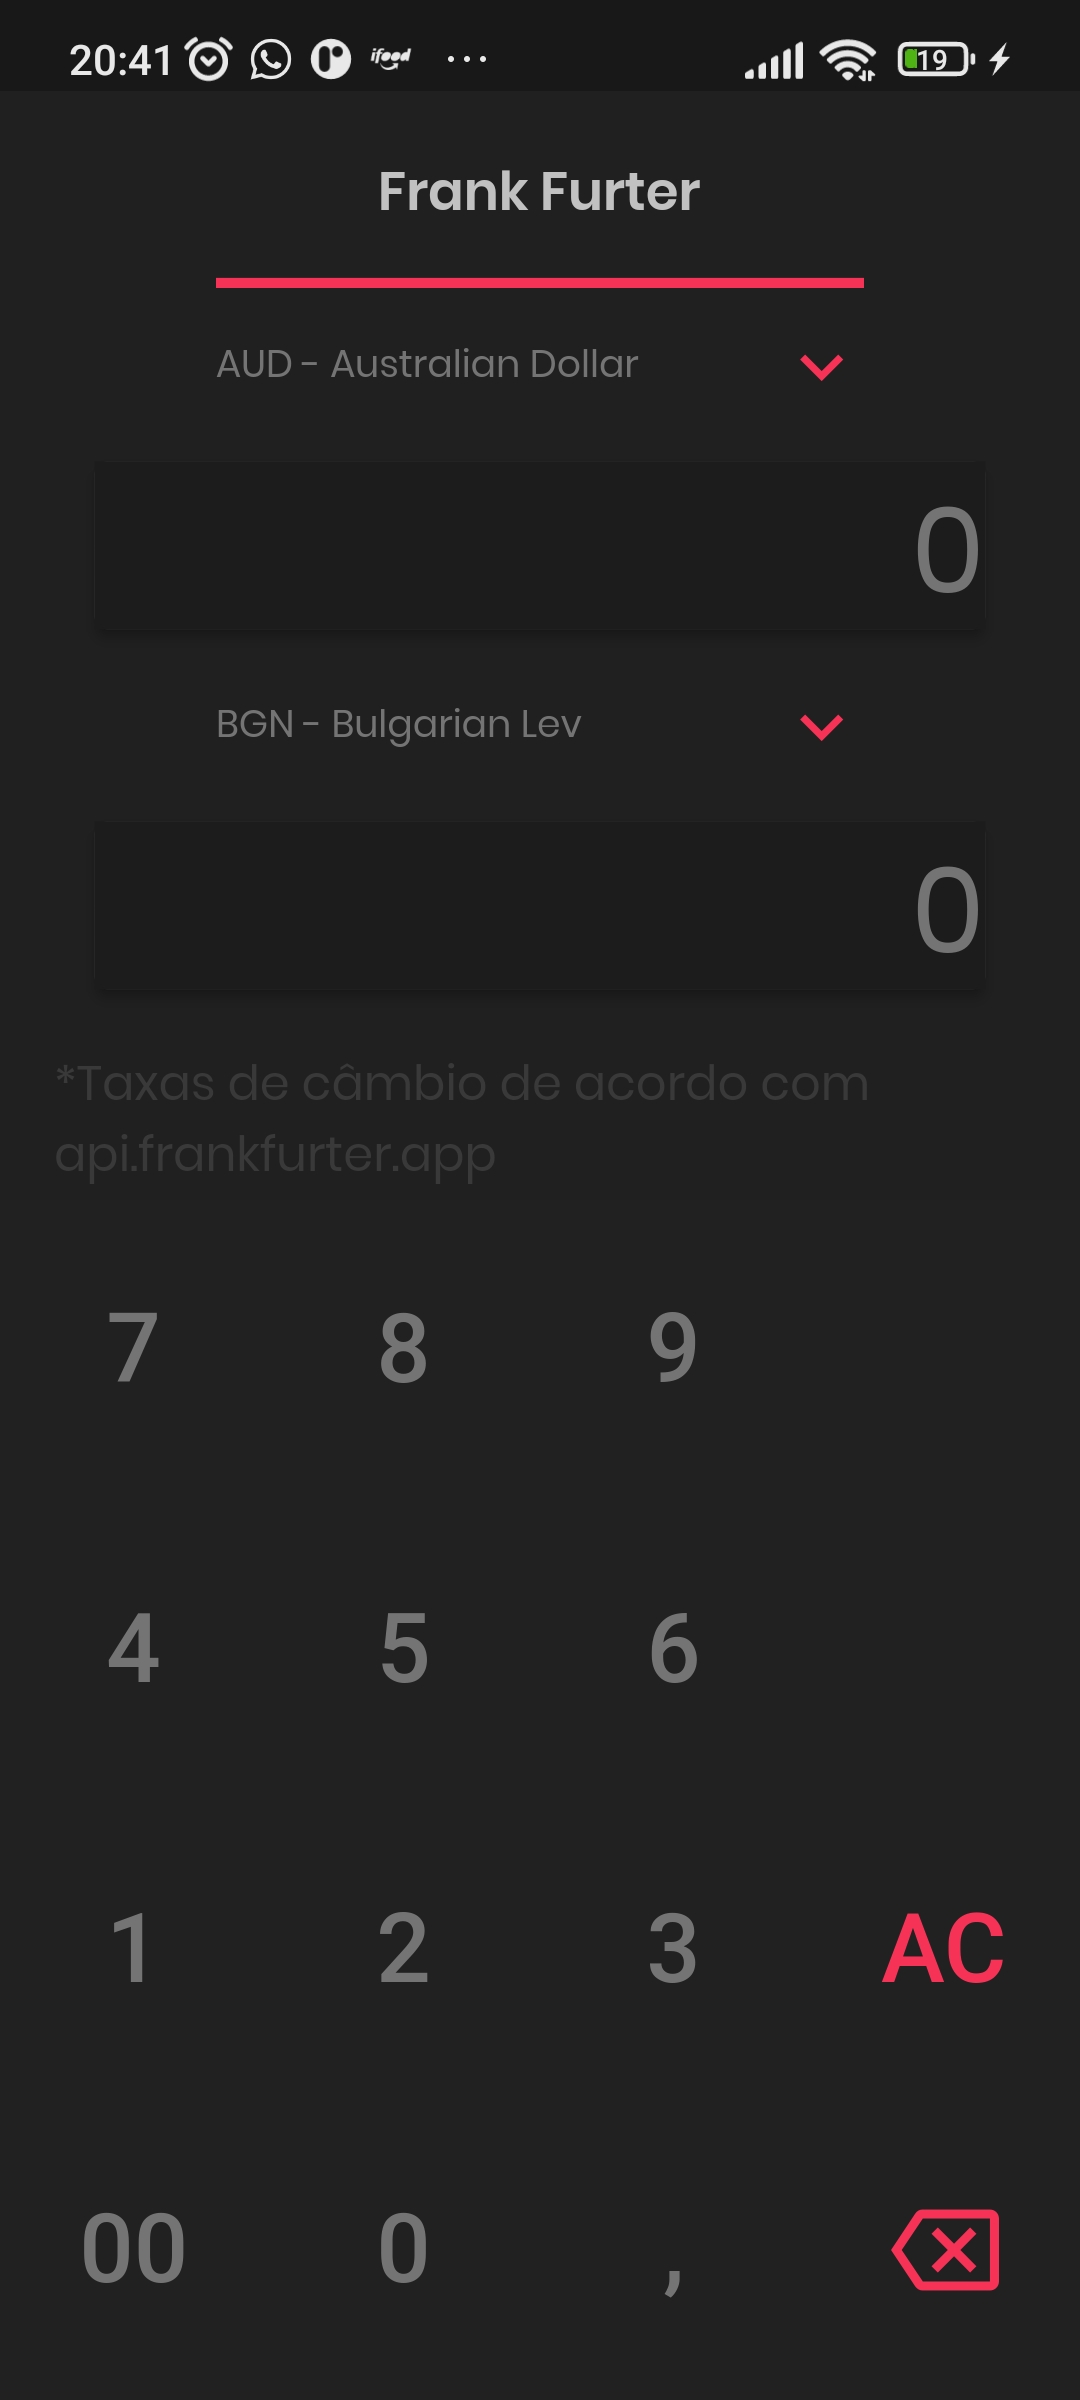 20:41 ifood ... 19
Frank Furter
AUD - Australian Dollar
0
BGN - Bulgarian Lev
0
*Taxas de câmbio de acordo com
api.frankfurter.app
7 8 9
4 5 6
1 2 3 AC
00 0 ,